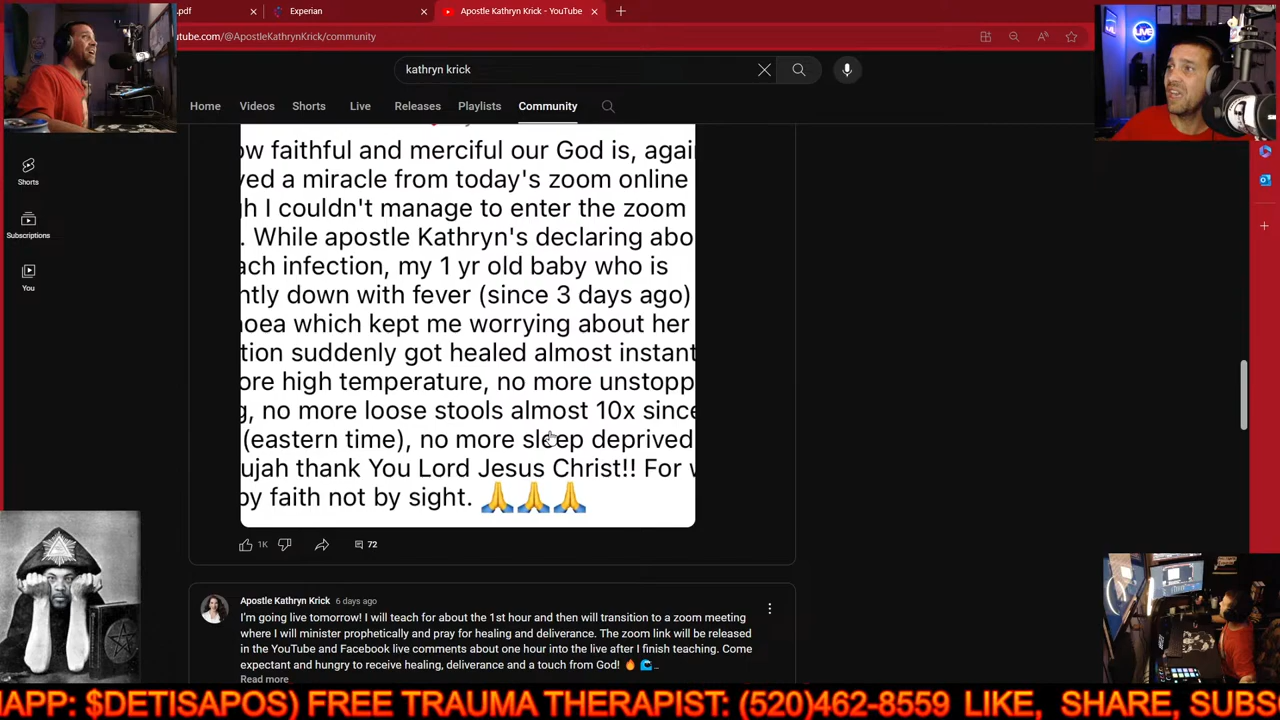 .pdf
Experian
Apostle Kathryn Krick - YouTube
utube.com/@ApostleKathrynKrick/community
kathryn krick
Home Videos Shorts Live Releases Playlists Community
Shorts
Subscriptions
You
ow faithful and merciful our God is, agai
ved a miracle from today's zoom online
h I couldn't manage to enter the zoom
. While apostle Kathryn's declaring abo
ach infection, my 1 yr old baby who is
ntly down with fever (since 3 days ago)
oea which kept me worrying about her
tion suddenly got healed almost instant
ore high temperature, no more unstopp
g, no more loose stools almost 10x since
(eastern time), no more sleep deprived
ujah thank You Lord Jesus Christ!! For w
by faith not by sight. 🙏🙏🙏
1K 72
Apostle Kathryn Krick 6 days ago
I'm going live tomorrow! I will teach for about the 1st hour and then will transition to a zoom meeting
where I will minister prophetically and pray for healing and deliverance. The zoom link will be released
in the YouTube and Facebook live comments about one hour into the live after I finish teaching. Come
expectant and hungry to receive healing, deliverance and a touch from God! 🔥 🌊...
Read more
LIVE
HAPP: $DETISAPOS) FREE TRAUMA THERAPIST: (520)462-8559 LIKE, SHARE, SUBS